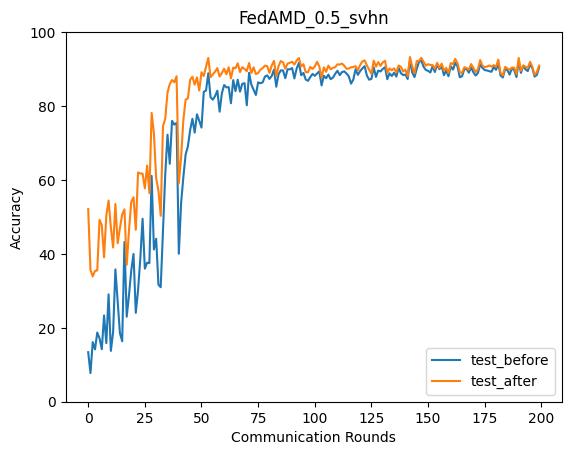 FedAMD_0.5_svhn
100
80
60
40
20
0
Accuracy
0 25 50 75 100 125 150 175 200
Communication Rounds
test_before
test_after